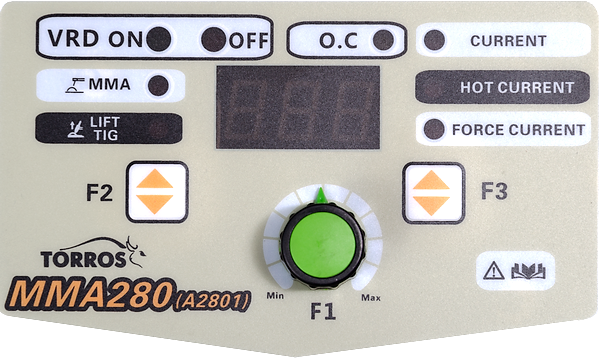 VRD ON OFF
O.C
CURRENT
MMA
HOT CURRENT
LIFT
TIG
FORCE CURRENT
F2
F3
TORROS
MMA280 (A2801)
Min
Max
F1